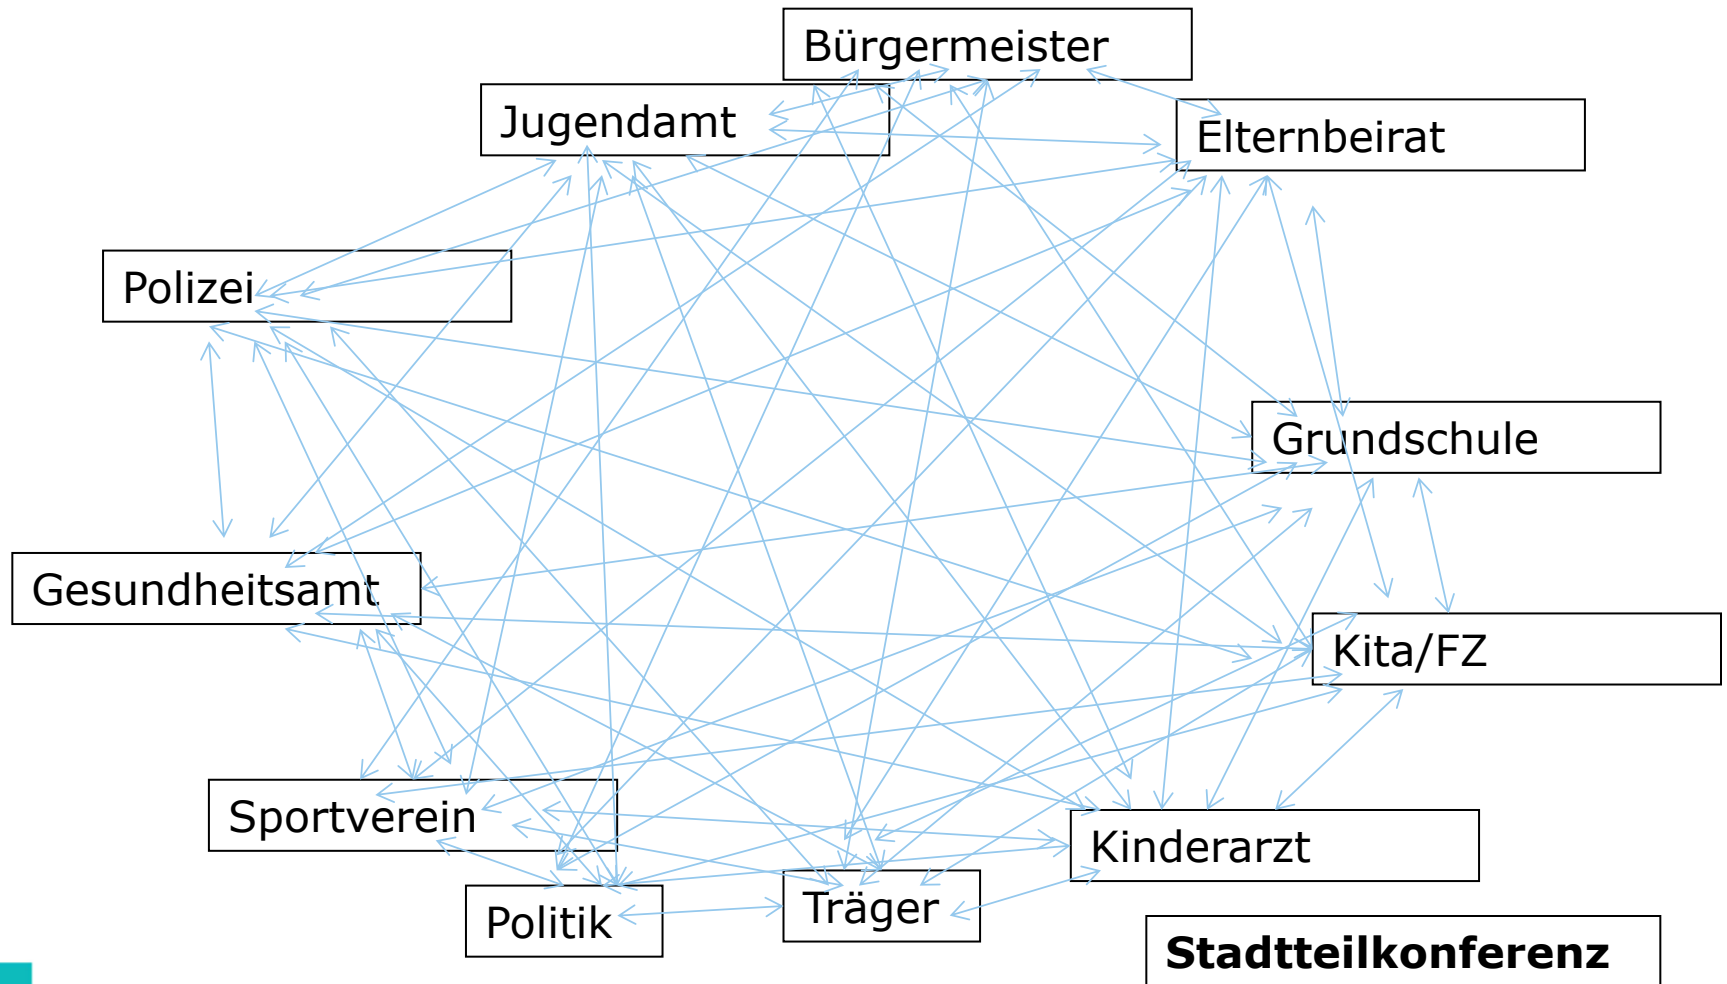 Bürgermeister
Jugendamt
Elternbeirat
Polizei
Grundschule
Gesundheitsamt
Kita/FZ
Sportverein
Kinderarzt
Politik
Träger
Stadtteilkonferenz